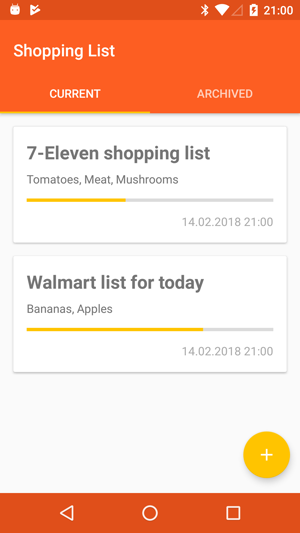 21:00
Shopping List
CURRENT ARCHIVED
7-Eleven shopping list
Tomatoes, Meat, Mushrooms
14.02.2018 21:00
Walmart list for today
Bananas, Apples
14.02.2018 21:00
+